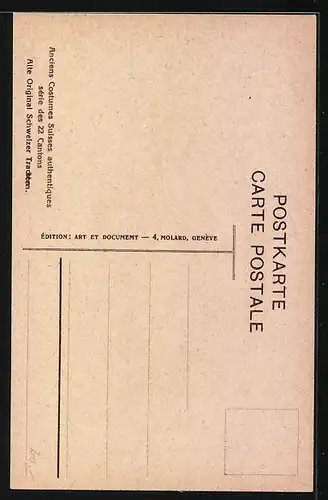 POSTKARTE
CARTE POSTALE
Anciens Costumes Suisses authentiques
série des 22 Cantons
Alte Original Schweizer Trachten.
ÉDITION: ART ET DOCUMEMT — 4, MOLARD, GENÈVE